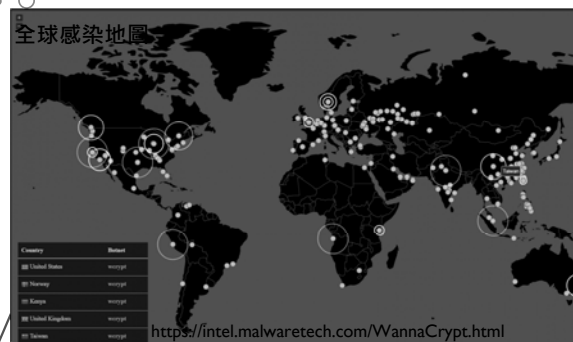 全球感染地圖
Taiwan
Country Botnet
United States wcrypt
Norway wcrypt
Kenya wcrypt
United Kingdom wcrypt
Taiwan wcrypt
https://intel.malwaretech.com/WannaCrypt.html